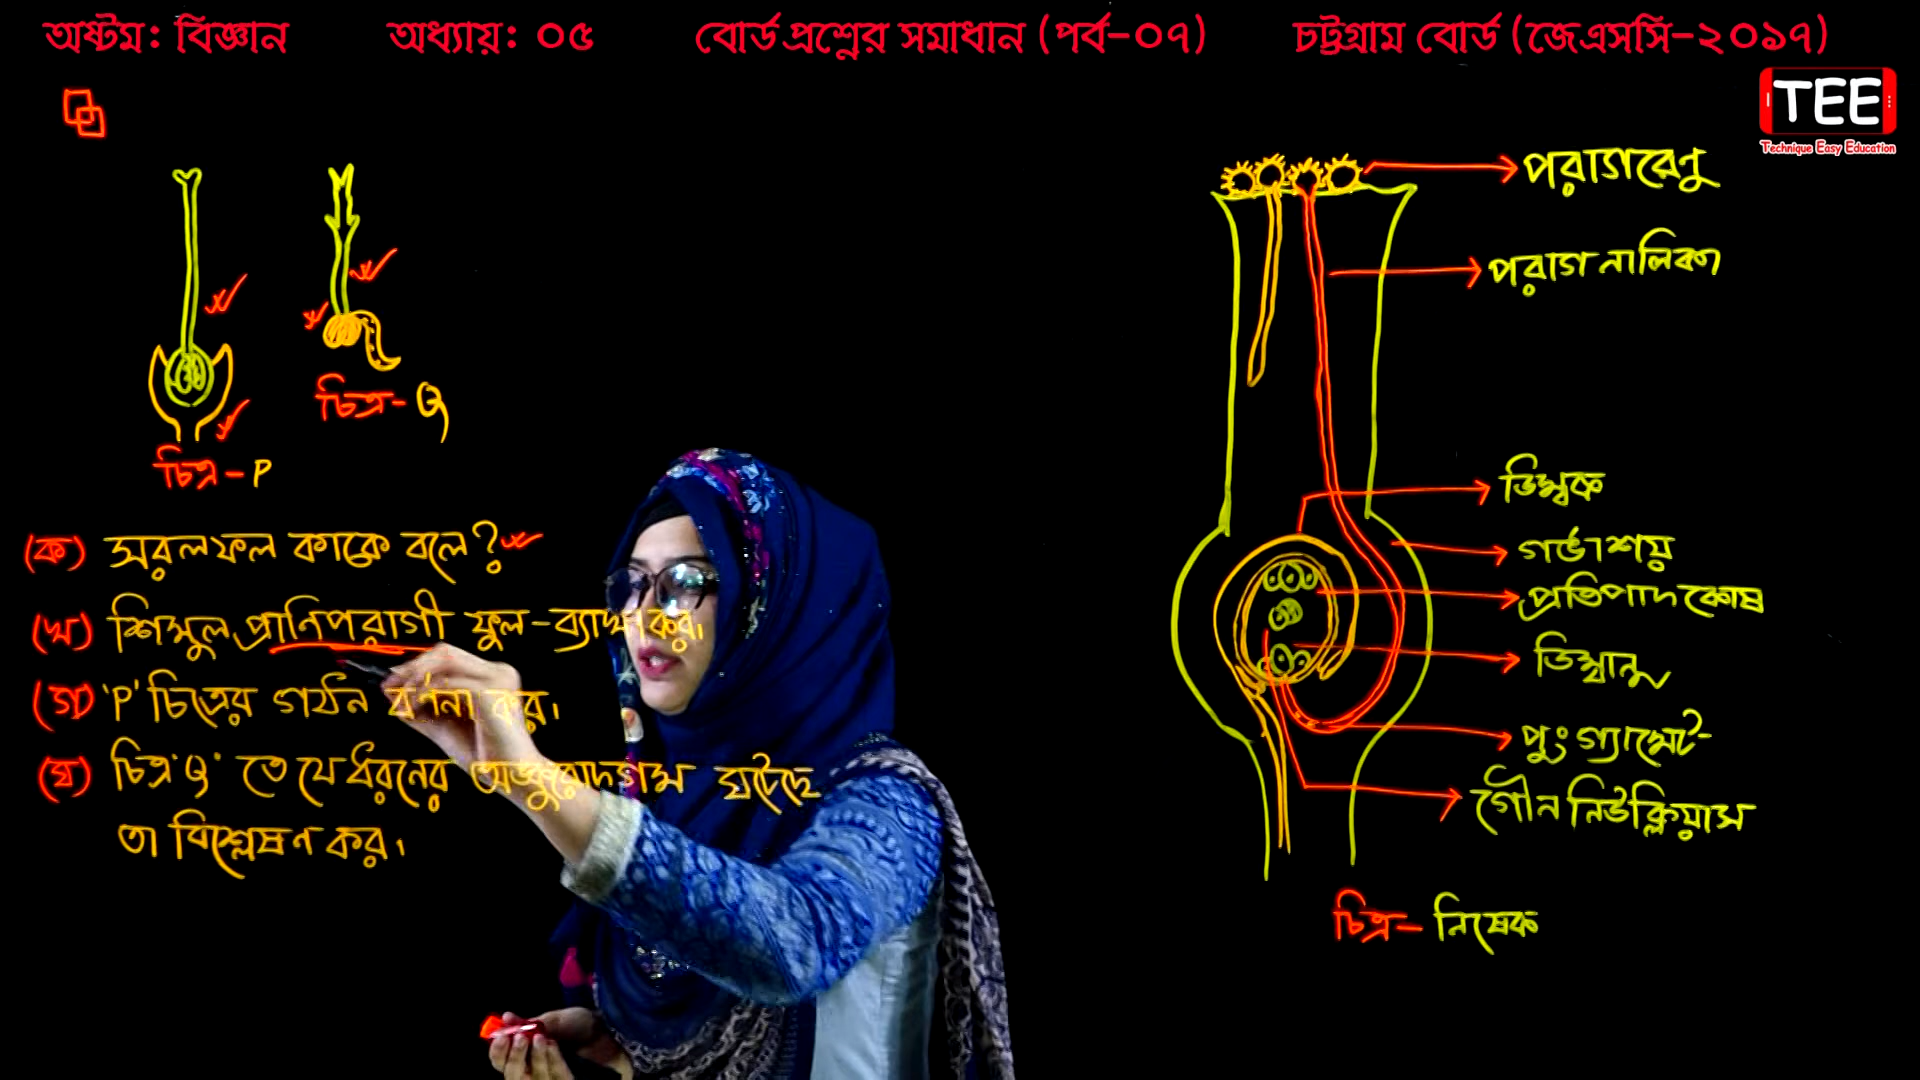 অষ্টম: বিজ্ঞান অধ্যায়: ০৫ বোর্ড প্রশ্নের সমাধান (পর্ব-০৭) চট্টগ্রাম বোর্ড (জেএসসি-২০১৭)
TEE
Technique Easy Education
চিত্র- Q
চিত্র - P
(ক) সরলফল কাকে বলে?
(খ) শিমুল প্রাণিপরাগী ফুল-ব্যাখ্যা কর।
(গ) 'P' চিত্রের গঠন বর্ণনা কর।
(ঘ) চিত্র 'Q' তে যে ধরনের অঙ্কুরোদগম ঘটেছে
তা বিশ্লেষণ কর।
পরাগরেণু
পরাগ নালিকা
ডিম্বক
গর্ভাশয়
প্রতিপাদ কোষ
ডিম্বানু
পুং গ্যামেট
গৌন নিউক্লিয়াস
চিত্র- নিষেক